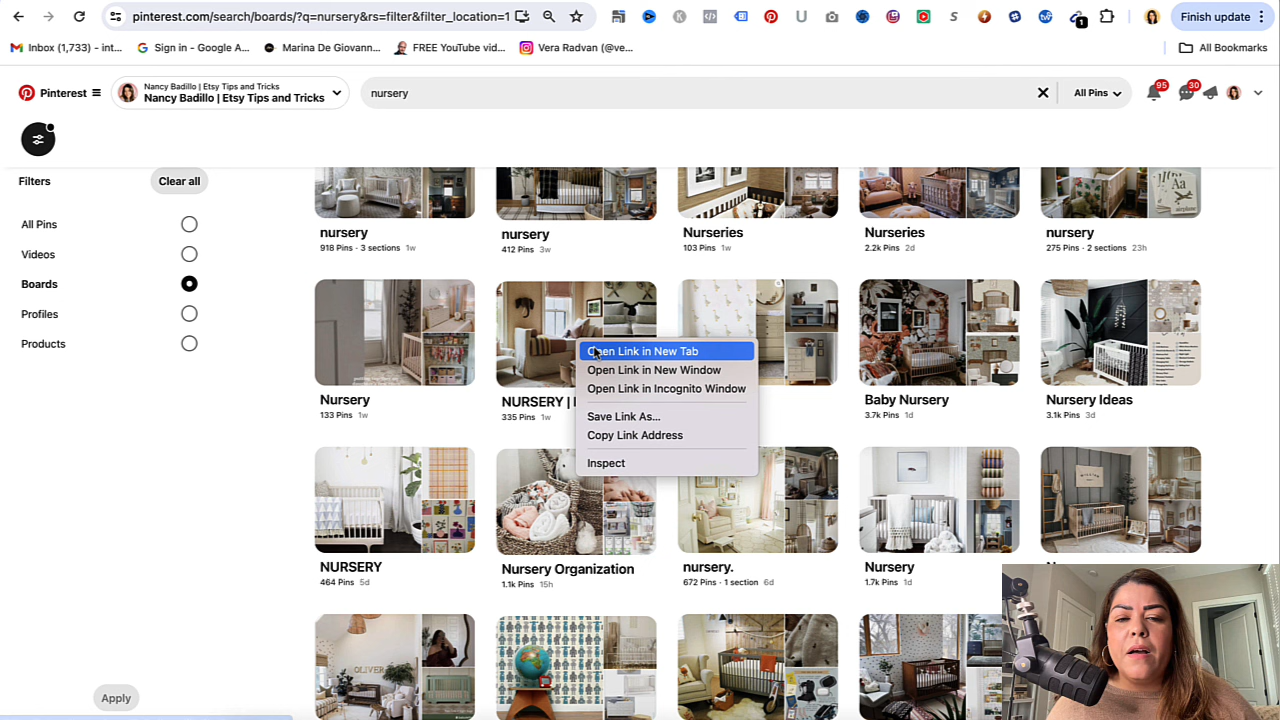 pinterest.com/search/boards/?q=nursery&rs=filter&filter_location=1
Finish update
1
Inbox (1,733) - int...
Sign in - Google A...
Marina De Giovann...
FREE YouTube vid...
Vera Radvan (@ve...
All Bookmarks
Pinterest
Nancy Badillo | Etsy Tips and Tricks
Nancy Badillo | Etsy Tips and Tricks
nursery
All Pins
95
30
Filters
Clear all
All Pins
Videos
Boards
Profiles
Products
Apply
nursery
918 Pins · 3 sections 1w
nursery
412 Pins 3w
Nurseries
103 Pins 1w
Nurseries
2.2k Pins 2d
nursery
275 Pins · 2 sections 23h
Nursery
133 Pins 1w
NURSERY |
335 Pins 1w
Open Link in New Tab
Open Link in New Window
Open Link in Incognito Window
Save Link As...
Copy Link Address
Inspect
Baby Nursery
3.7k Pins 1d
Nursery Ideas
3.1k Pins 3d
NURSERY
464 Pins 5d
Nursery Organization
1.1k Pins 15h
nursery.
672 Pins · 1 section 6d
Nursery
1.7k Pins 1d
OLIVER